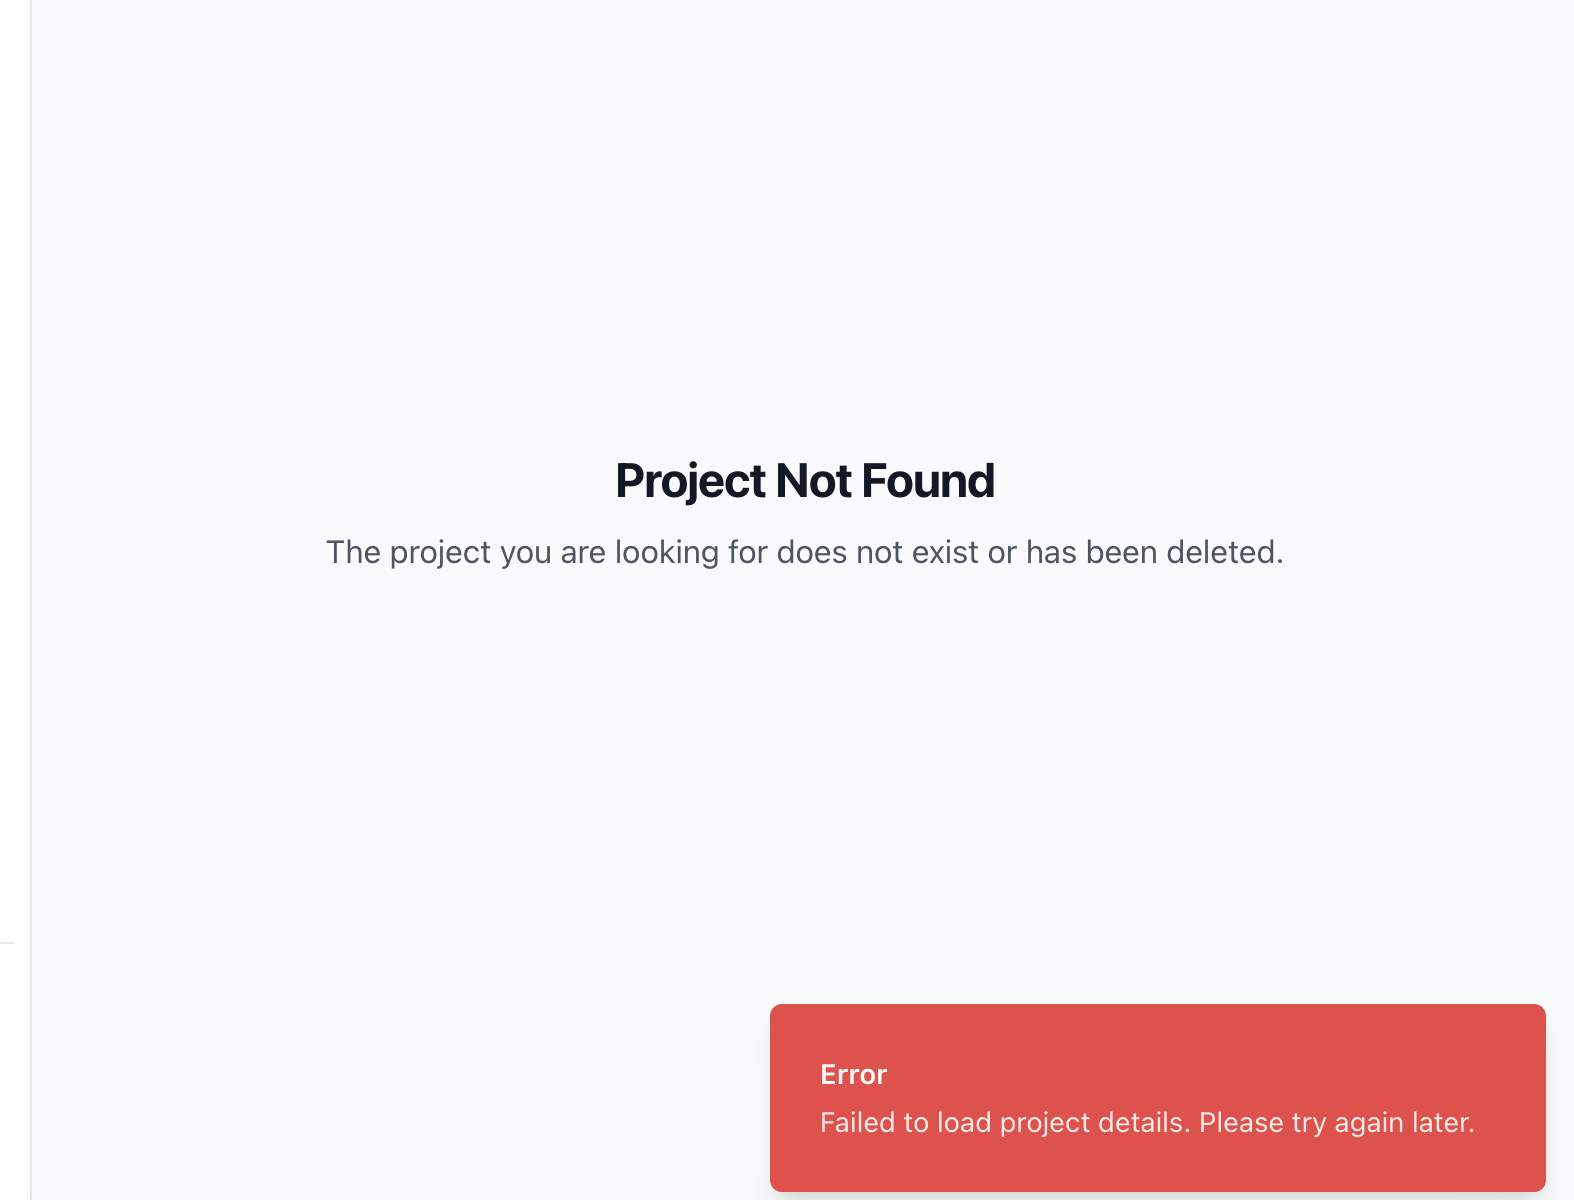 Project Not Found
The project you are looking for does not exist or has been deleted.
Error
Failed to load project details. Please try again later.